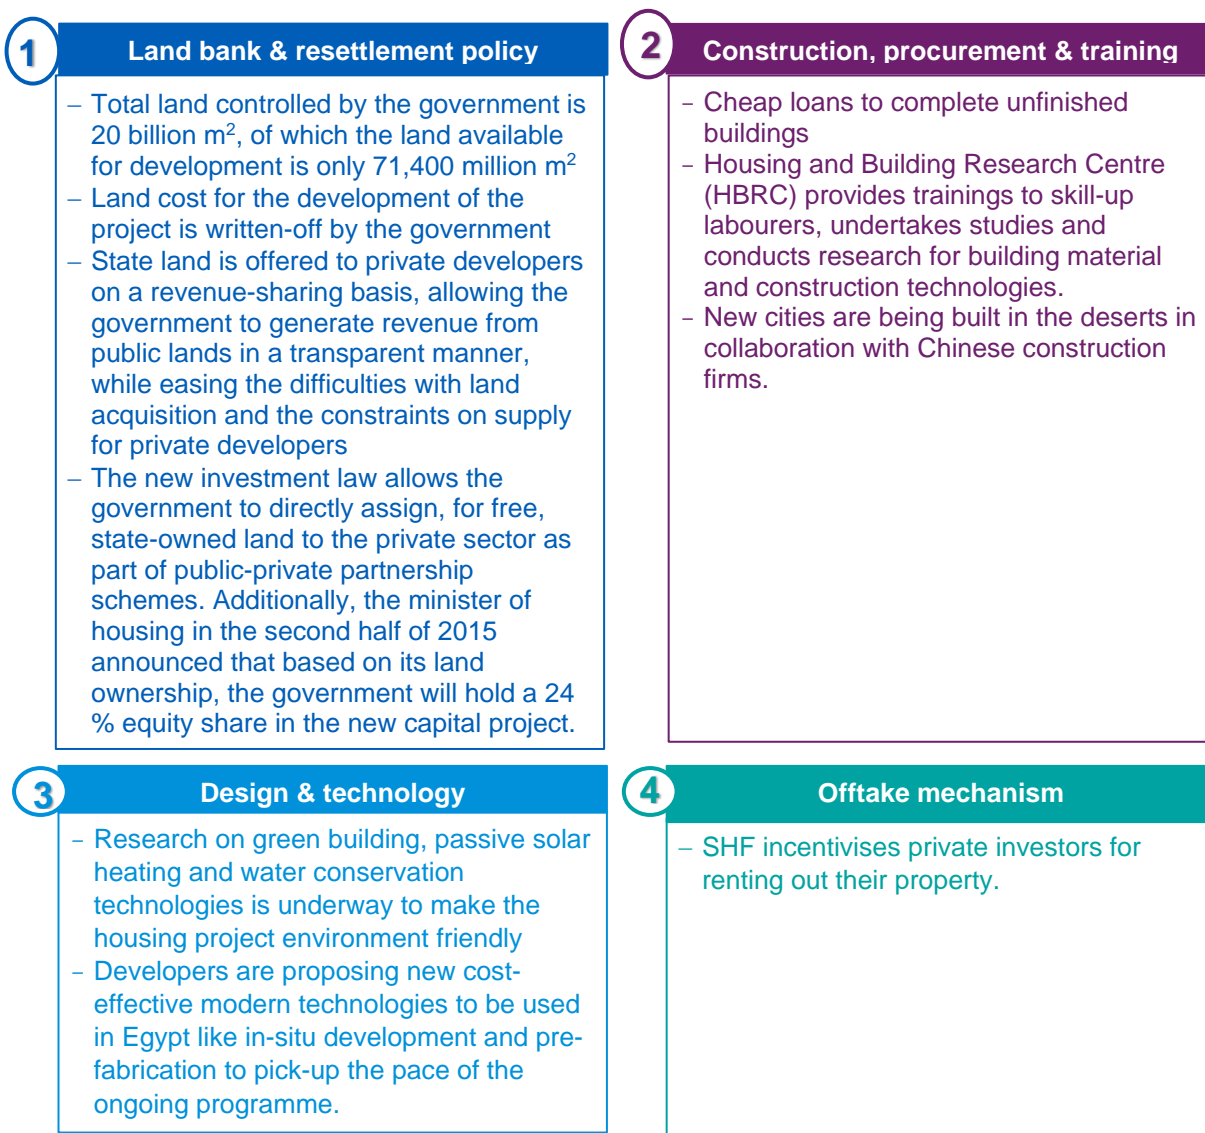 1
Land bank & resettlement policy
– Total land controlled by the government is
20 billion m², of which the land available
for development is only 71,400 million m²
– Land cost for the development of the
project is written-off by the government
– State land is offered to private developers
on a revenue-sharing basis, allowing the
government to generate revenue from
public lands in a transparent manner,
while easing the difficulties with land
acquisition and the constraints on supply
for private developers
– The new investment law allows the
government to directly assign, for free,
state-owned land to the private sector as
part of public-private partnership
schemes. Additionally, the minister of
housing in the second half of 2015
announced that based on its land
ownership, the government will hold a 24
% equity share in the new capital project.
2
Construction, procurement & training
– Cheap loans to complete unfinished
buildings
– Housing and Building Research Centre
(HBRC) provides trainings to skill-up
labourers, undertakes studies and
conducts research for building material
and construction technologies.
– New cities are being built in the deserts in
collaboration with Chinese construction
firms.
3
Design & technology
– Research on green building, passive solar
heating and water conservation
technologies is underway to make the
housing project environment friendly
– Developers are proposing new cost-
effective modern technologies to be used
in Egypt like in-situ development and pre-
fabrication to pick-up the pace of the
ongoing programme.
4
Offtake mechanism
– SHF incentivises private investors for
renting out their property.